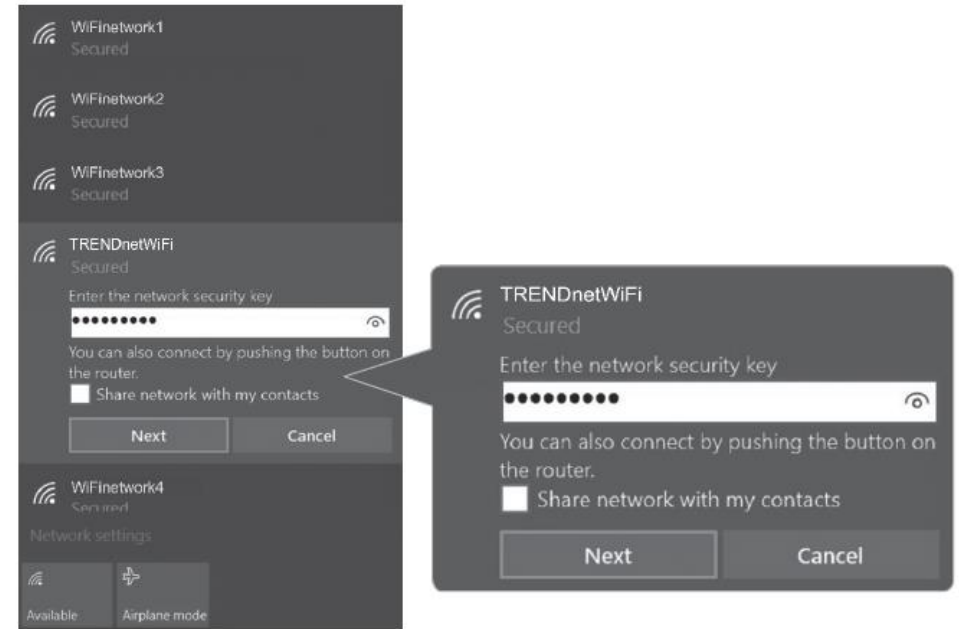 WiFinetwork1
Secured
WiFinetwork2
Secured
WiFinetwork3
Secured
TRENDnetWiFi
Secured
Enter the network security key
•••••••••
You can also connect by pushing the button on
the router.
Share network with my contacts
Next Cancel
WiFinetwork4
Secured
Network settings
Available Airplane mode
TRENDnetWiFi
Secured
Enter the network security key
•••••••••
You can also connect by pushing the button on
the router.
Share network with my contacts
Next Cancel